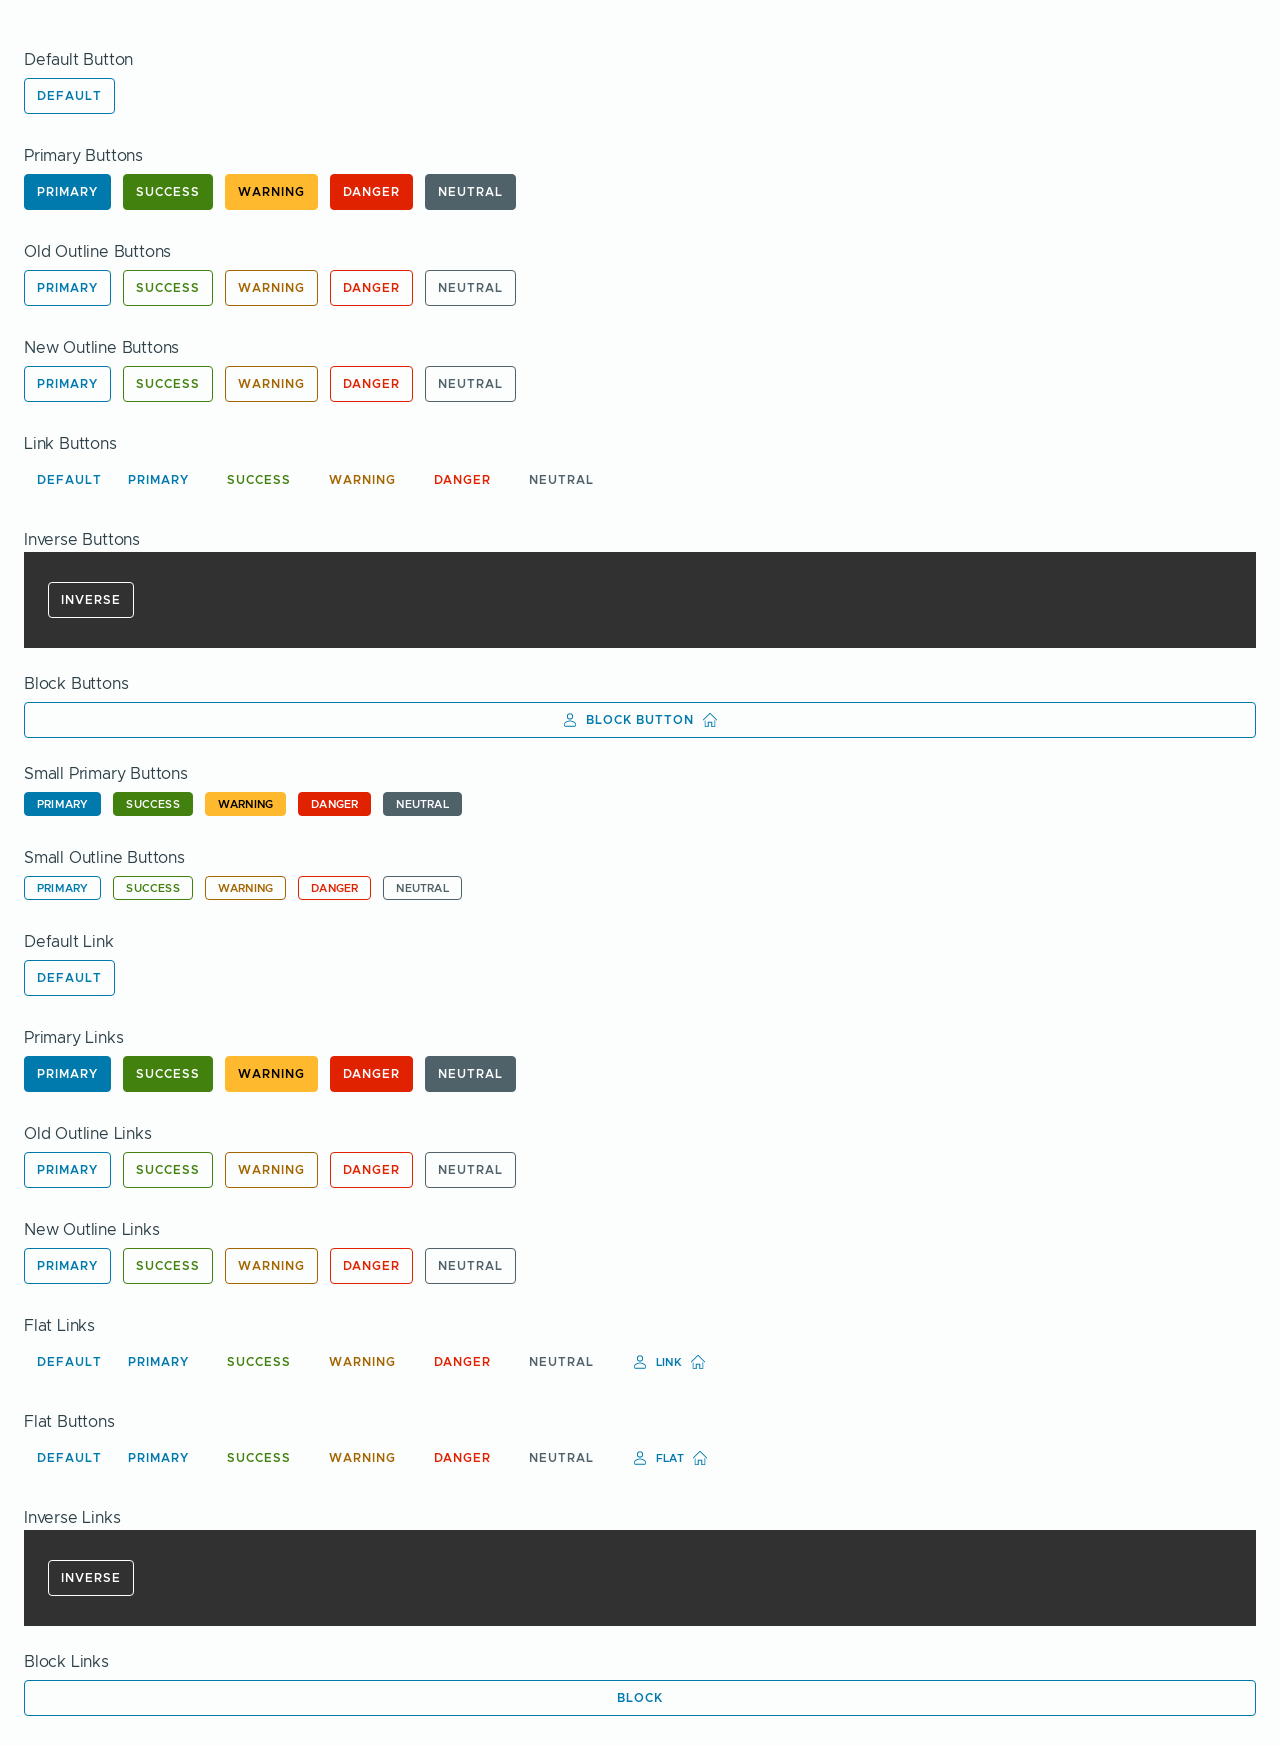 Default Button
DEFAULT
Primary Buttons
PRIMARY SUCCESS WARNING DANGER NEUTRAL
Old Outline Buttons
PRIMARY SUCCESS WARNING DANGER NEUTRAL
New Outline Buttons
PRIMARY SUCCESS WARNING DANGER NEUTRAL
Link Buttons
DEFAULT PRIMARY SUCCESS WARNING DANGER NEUTRAL
Inverse Buttons
INVERSE
Block Buttons
BLOCK BUTTON
Small Primary Buttons
PRIMARY SUCCESS WARNING DANGER NEUTRAL
Small Outline Buttons
PRIMARY SUCCESS WARNING DANGER NEUTRAL
Default Link
DEFAULT
Primary Links
PRIMARY SUCCESS WARNING DANGER NEUTRAL
Old Outline Links
PRIMARY SUCCESS WARNING DANGER NEUTRAL
New Outline Links
PRIMARY SUCCESS WARNING DANGER NEUTRAL
Flat Links
DEFAULT PRIMARY SUCCESS WARNING DANGER NEUTRAL LINK
Flat Buttons
DEFAULT PRIMARY SUCCESS WARNING DANGER NEUTRAL FLAT
Inverse Links
INVERSE
Block Links
BLOCK